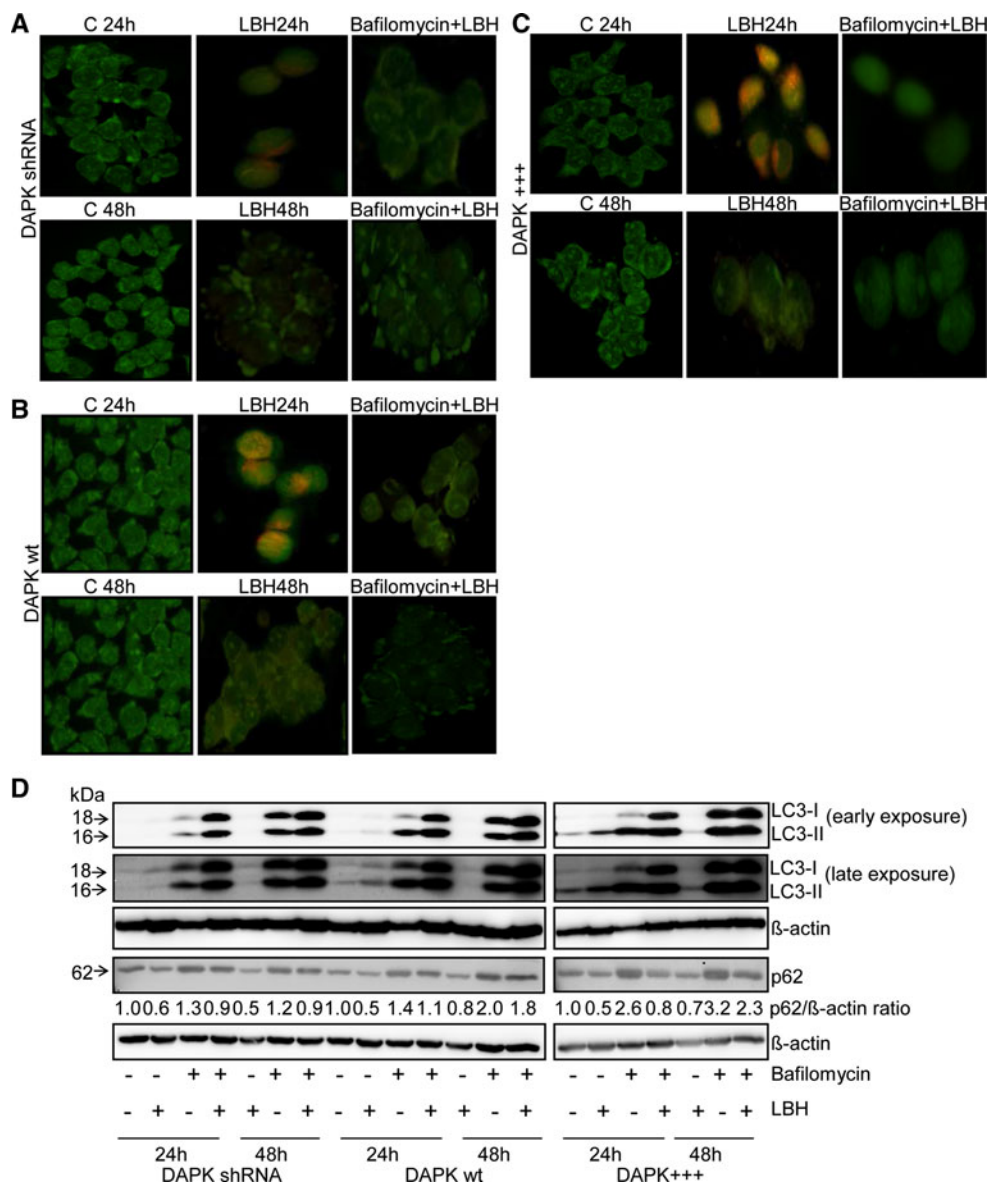 A
C 24h LBH24h Bafilomycin+LBH
DAPK shRNA
C 48h LBH48h Bafilomycin+LBH
B
C 24h LBH24h Bafilomycin+LBH
DAPK wt
C 48h LBH48h Bafilomycin+LBH
C
C 24h LBH24h Bafilomycin+LBH
DAPK +++
C 48h LBH48h Bafilomycin+LBH
D
kDa
18→ LC3-I (early exposure)
16→ LC3-II
18→ LC3-I (late exposure)
16→ LC3-II
ß-actin
62→ p62
1.0 0.6 1.3 0.9 0.5 1.2 0.9 1.0 0.5 1.4 1.1 0.8 2.0 1.8 1.0 0.5 2.6 0.8 0.7 3.2 2.3 p62/ß-actin ratio
ß-actin
- - + + - + + - - + + - + + - - + + - + + Bafilomycin
- + - + + - + - + - + + - + - + - + + - + LBH
24h 48h 24h 48h 24h 48h
DAPK shRNA DAPK wt DAPK+++